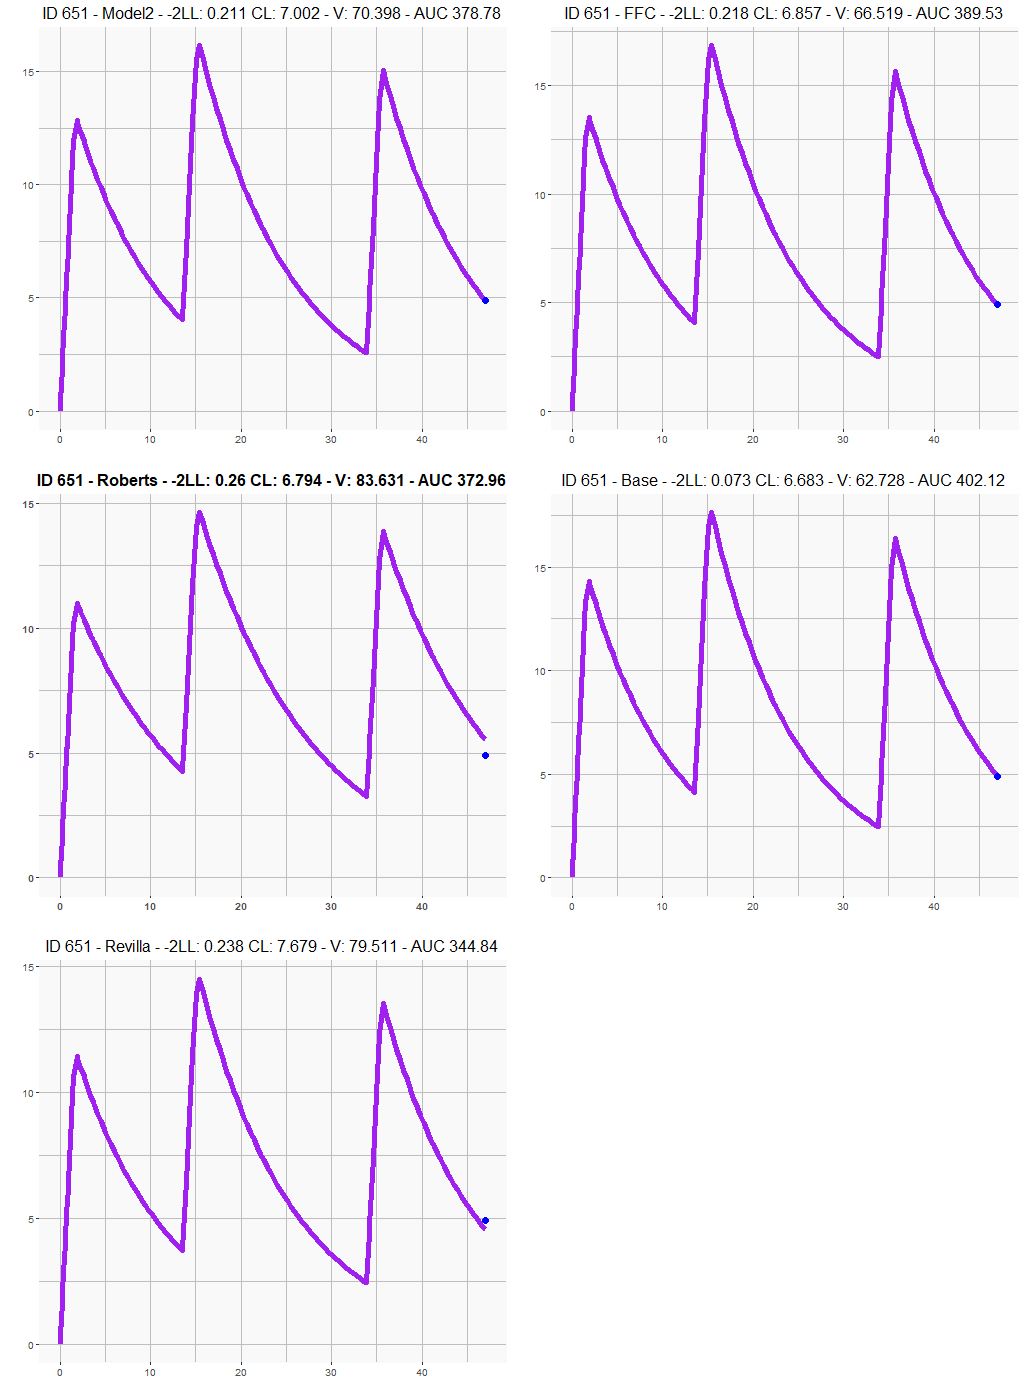 ID 651 - Model2 - -2LL: 0.211 CL: 7.002 - V: 70.398 - AUC 378.78
15
10
5
0
0 10 20 30 40
ID 651 - FFC - -2LL: 0.218 CL: 6.857 - V: 66.519 - AUC 389.53
15
10
5
0
0 10 20 30 40
ID 651 - Roberts - -2LL: 0.26 CL: 6.794 - V: 83.631 - AUC 372.96
15
10
5
0
0 10 20 30 40
ID 651 - Base - -2LL: 0.073 CL: 6.683 - V: 62.728 - AUC 402.12
15
10
5
0
0 10 20 30 40
ID 651 - Revilla - -2LL: 0.238 CL: 7.679 - V: 79.511 - AUC 344.84
15
10
5
0
0 10 20 30 40